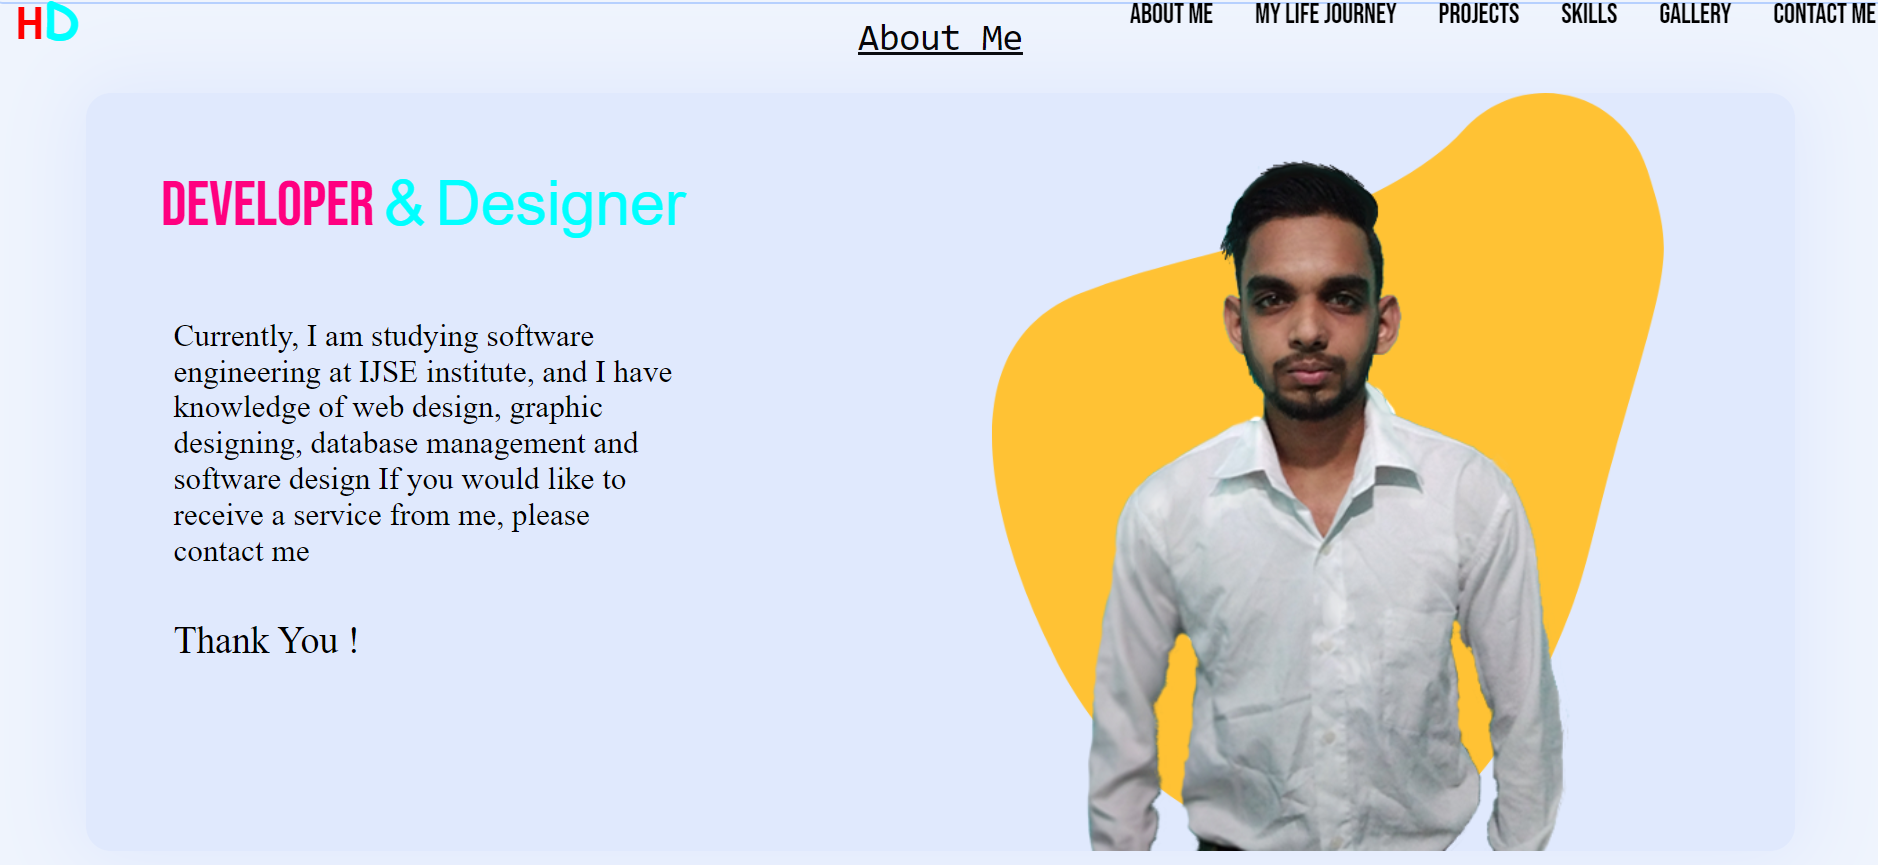 HD
ABOUT ME MY LIFE JOURNEY PROJECTS SKILLS GALLERY CONTACT ME
About Me
DEVELOPER & Designer
Currently, I am studying software
engineering at IJSE institute, and I have
knowledge of web design, graphic
designing, database management and
software design If you would like to
receive a service from me, please
contact me
Thank You !